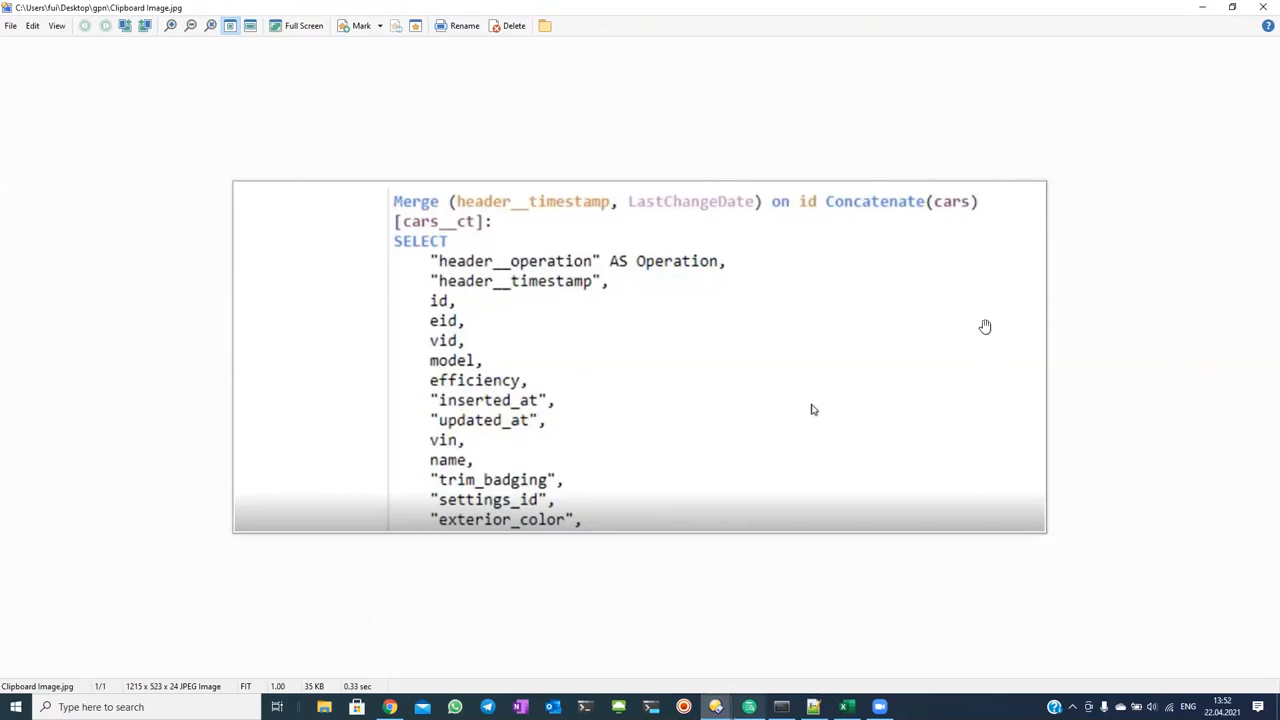 C:\Users\fui\Desktop\gpn\Clipboard Image.jpg
File Edit View Full Screen Mark Rename Delete
Merge (header__timestamp, LastChangeDate) on id Concatenate(cars)
[cars__ct]:
SELECT
"header__operation" AS Operation,
"header__timestamp",
id,
eid,
vid,
model,
efficiency,
"inserted_at",
"updated_at",
vin,
name,
"trim_badging",
"settings_id",
"exterior_color",
Clipboard Image.jpg 1/1 1215 x 523 x 24 JPEG Image FIT 1.00 35 KB 0.33 sec
Type here to search
ENG
13:52
22.04.2021